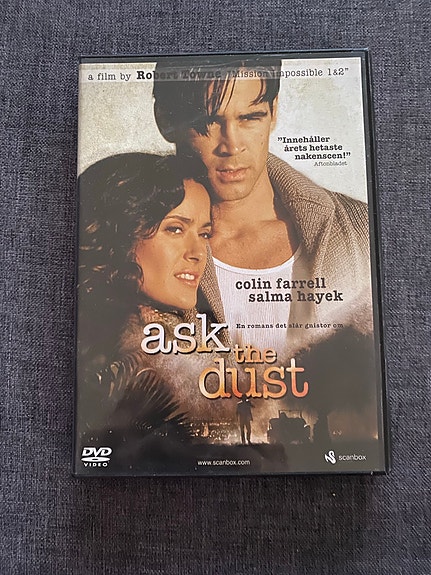 a film by Robert Towne "Mission Impossible 1&2"
"Innehåller
årets hetaste
nakenscen!"
Aftonbladet
colin farrell
salma hayek
En romans det slår gnistor om
ask
the
dust
DVD
VIDEO
www.scanbox.com
scanbox